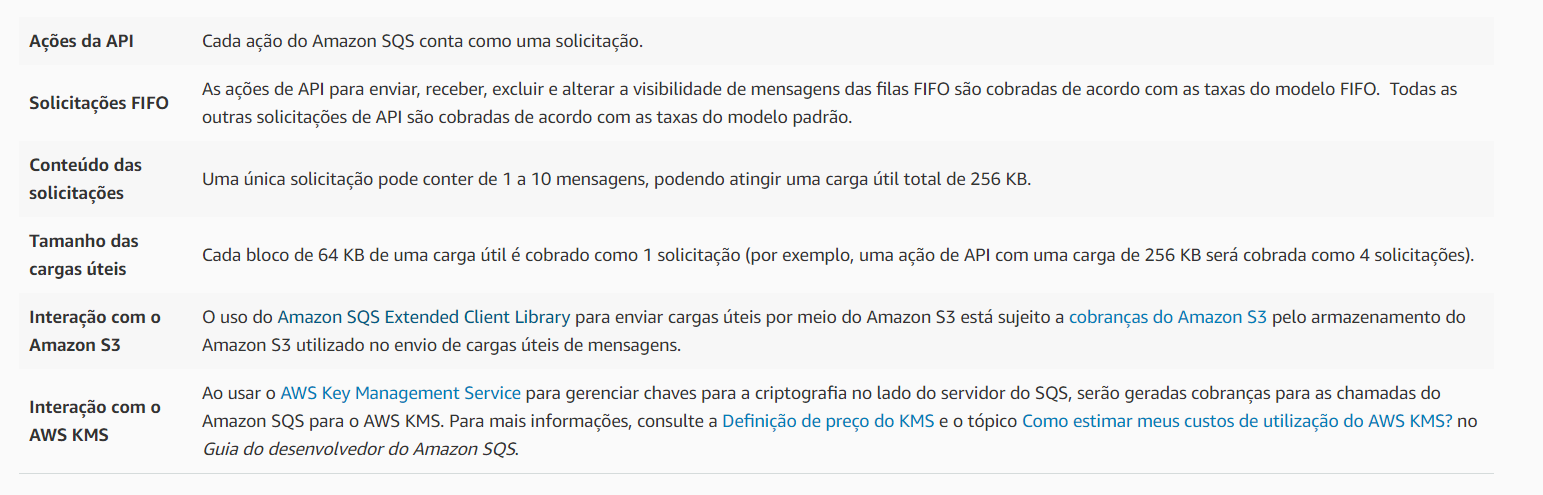 Ações da API
Cada ação do Amazon SQS conta como uma solicitação.
Solicitações FIFO
As ações de API para enviar, receber, excluir e alterar a visibilidade de mensagens das filas FIFO são cobradas de acordo com as taxas do modelo FIFO.  Todas as
outras solicitações de API são cobradas de acordo com as taxas do modelo padrão.
Conteúdo das
solicitações
Uma única solicitação pode conter de 1 a 10 mensagens, podendo atingir uma carga útil total de 256 KB.
Tamanho das
cargas úteis
Cada bloco de 64 KB de uma carga útil é cobrado como 1 solicitação (por exemplo, uma ação de API com uma carga de 256 KB será cobrada como 4 solicitações).
Interação com o
Amazon S3
O uso do Amazon SQS Extended Client Library para enviar cargas úteis por meio do Amazon S3 está sujeito a cobranças do Amazon S3 pelo armazenamento do
Amazon S3 utilizado no envio de cargas úteis de mensagens.
Interação com o
AWS KMS
Ao usar o AWS Key Management Service para gerenciar chaves para a criptografia no lado do servidor do SQS, serão geradas cobranças para as chamadas do
Amazon SQS para o AWS KMS. Para mais informações, consulte a Definição de preço do KMS e o tópico Como estimar meus custos de utilização do AWS KMS? no
Guia do desenvolvedor do Amazon SQS.